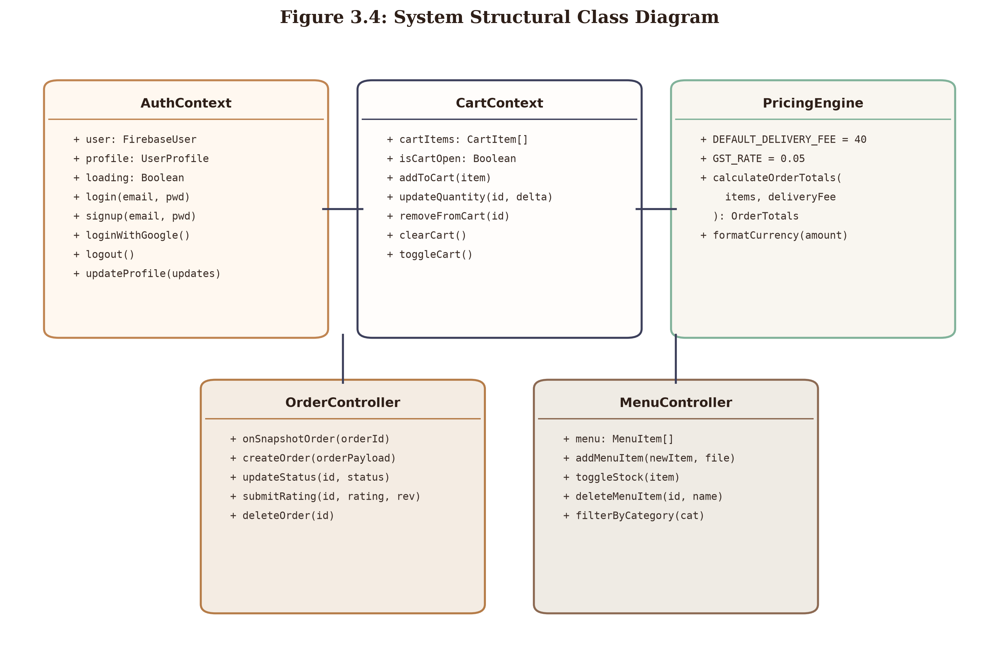 Figure 3.4: System Structural Class Diagram
AuthContext
+ user: FirebaseUser
+ profile: UserProfile
+ loading: Boolean
+ login(email, pwd)
+ signup(email, pwd)
+ loginWithGoogle()
+ logout()
+ updateProfile(updates)
CartContext
+ cartItems: CartItem[]
+ isCartOpen: Boolean
+ addToCart(item)
+ updateQuantity(id, delta)
+ removeFromCart(id)
+ clearCart()
+ toggleCart()
PricingEngine
+ DEFAULT_DELIVERY_FEE = 40
+ GST_RATE = 0.05
+ calculateOrderTotals(
items, deliveryFee
): OrderTotals
+ formatCurrency(amount)
OrderController
+ onSnapshotOrder(orderId)
+ createOrder(orderPayload)
+ updateStatus(id, status)
+ submitRating(id, rating, rev)
+ deleteOrder(id)
MenuController
+ menu: MenuItem[]
+ addMenuItem(newItem, file)
+ toggleStock(item)
+ deleteMenuItem(id, name)
+ filterByCategory(cat)